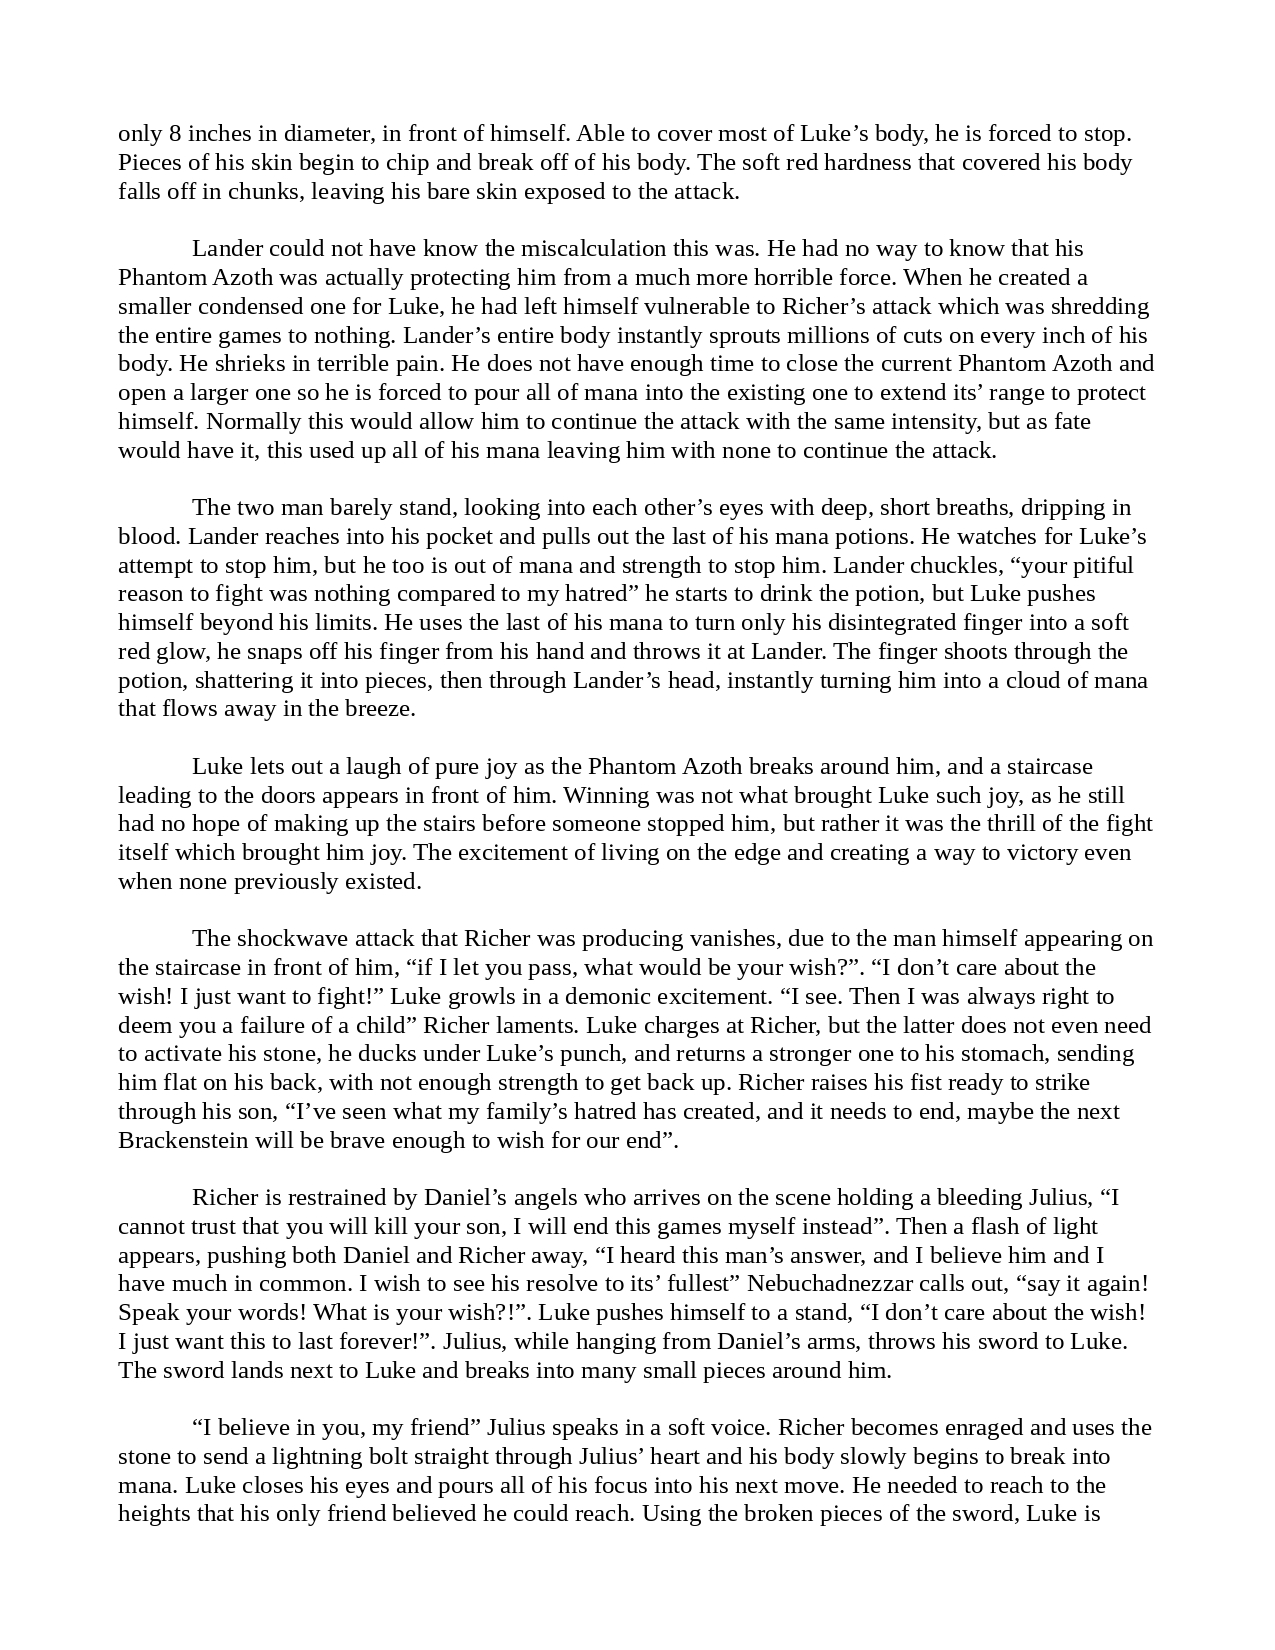 only 8 inches in diameter, in front of himself. Able to cover most of Luke’s body, he is forced to stop.
Pieces of his skin begin to chip and break off of his body. The soft red hardness that covered his body
falls off in chunks, leaving his bare skin exposed to the attack.
Lander could not have know the miscalculation this was. He had no way to know that his
Phantom Azoth was actually protecting him from a much more horrible force. When he created a
smaller condensed one for Luke, he had left himself vulnerable to Richer’s attack which was shredding
the entire games to nothing. Lander’s entire body instantly sprouts millions of cuts on every inch of his
body. He shrieks in terrible pain. He does not have enough time to close the current Phantom Azoth and
open a larger one so he is forced to pour all of mana into the existing one to extend its’ range to protect
himself. Normally this would allow him to continue the attack with the same intensity, but as fate
would have it, this used up all of his mana leaving him with none to continue the attack.
The two man barely stand, looking into each other’s eyes with deep, short breaths, dripping in
blood. Lander reaches into his pocket and pulls out the last of his mana potions. He watches for Luke’s
attempt to stop him, but he too is out of mana and strength to stop him. Lander chuckles, “your pitiful
reason to fight was nothing compared to my hatred” he starts to drink the potion, but Luke pushes
himself beyond his limits. He uses the last of his mana to turn only his disintegrated finger into a soft
red glow, he snaps off his finger from his hand and throws it at Lander. The finger shoots through the
potion, shattering it into pieces, then through Lander’s head, instantly turning him into a cloud of mana
that flows away in the breeze.
Luke lets out a laugh of pure joy as the Phantom Azoth breaks around him, and a staircase
leading to the doors appears in front of him. Winning was not what brought Luke such joy, as he still
had no hope of making up the stairs before someone stopped him, but rather it was the thrill of the fight
itself which brought him joy. The excitement of living on the edge and creating a way to victory even
when none previously existed.
The shockwave attack that Richer was producing vanishes, due to the man himself appearing on
the staircase in front of him, “if I let you pass, what would be your wish?”. “I don’t care about the
wish! I just want to fight!” Luke growls in a demonic excitement. “I see. Then I was always right to
deem you a failure of a child” Richer laments. Luke charges at Richer, but the latter does not even need
to activate his stone, he ducks under Luke’s punch, and returns a stronger one to his stomach, sending
him flat on his back, with not enough strength to get back up. Richer raises his fist ready to strike
through his son, “I’ve seen what my family’s hatred has created, and it needs to end, maybe the next
Brackenstein will be brave enough to wish for our end”.
Richer is restrained by Daniel’s angels who arrives on the scene holding a bleeding Julius, “I
cannot trust that you will kill your son, I will end this games myself instead”. Then a flash of light
appears, pushing both Daniel and Richer away, “I heard this man’s answer, and I believe him and I
have much in common. I wish to see his resolve to its’ fullest” Nebuchadnezzar calls out, “say it again!
Speak your words! What is your wish?!”. Luke pushes himself to a stand, “I don’t care about the wish!
I just want this to last forever!”. Julius, while hanging from Daniel’s arms, throws his sword to Luke.
The sword lands next to Luke and breaks into many small pieces around him.
“I believe in you, my friend” Julius speaks in a soft voice. Richer becomes enraged and uses the
stone to send a lightning bolt straight through Julius’ heart and his body slowly begins to break into
mana. Luke closes his eyes and pours all of his focus into his next move. He needed to reach to the
heights that his only friend believed he could reach. Using the broken pieces of the sword, Luke is